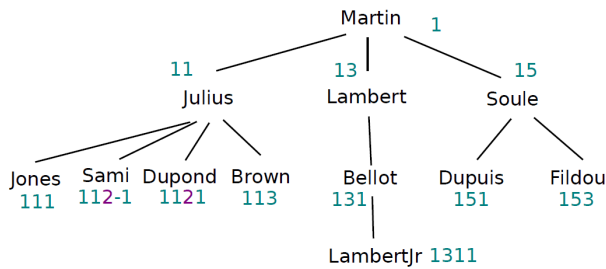 Martin 1
11 13 15
Julius Lambert Soule
Jones Sami Dupond Brown Bellot Dupuis Fildou
111 112-1 1121 113 131 151 153
LambertJr 1311